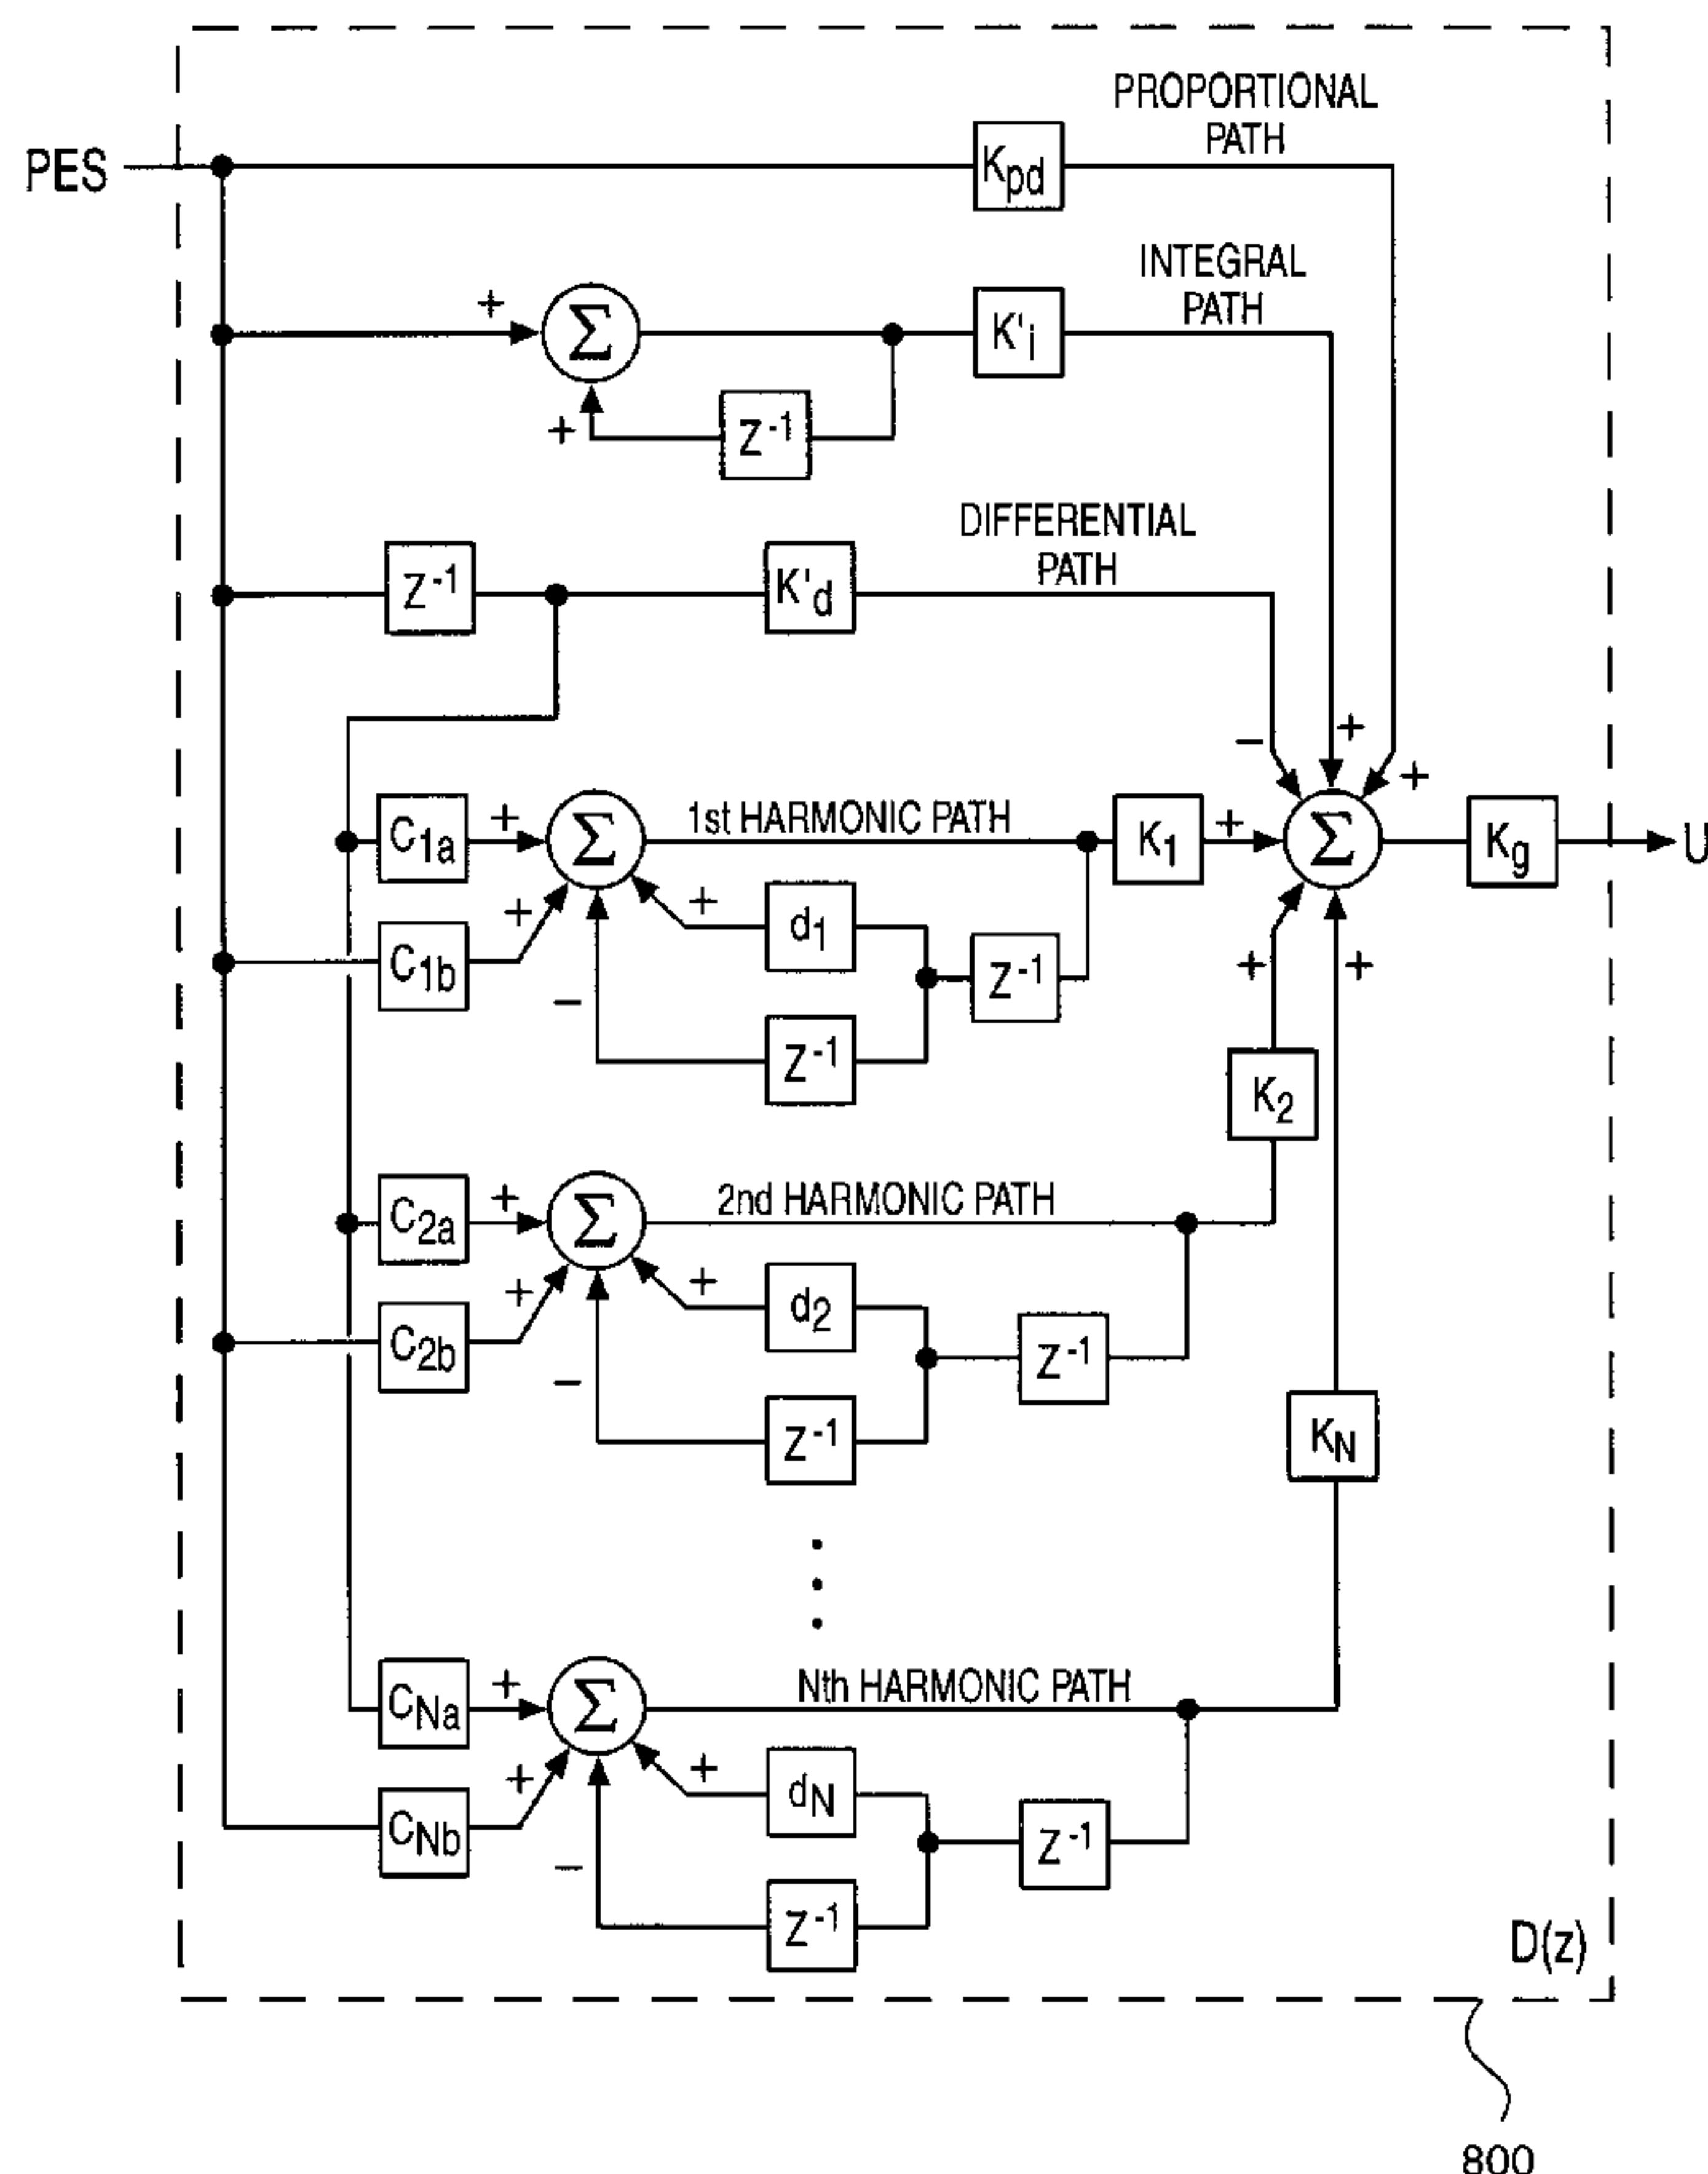 PROPORTIONAL
PATH
PES
Kpd
INTEGRAL
PATH
+
Σ
K'i
+
Z-1
DIFFERENTIAL
PATH
Z-1
K'd
−
+
+
C1a
+
Σ
1st HARMONIC PATH
K1
+
Σ
Kg
U
C1b
+
+
d1
Z-1
+
+
−
Z-1
K2
C2a
+
Σ
2nd HARMONIC PATH
C2b
+
+
d2
Z-1
−
Z-1
KN
CNa
+
Σ
Nth HARMONIC PATH
CNb
+
+
dN
Z-1
−
Z-1
D(z)
800